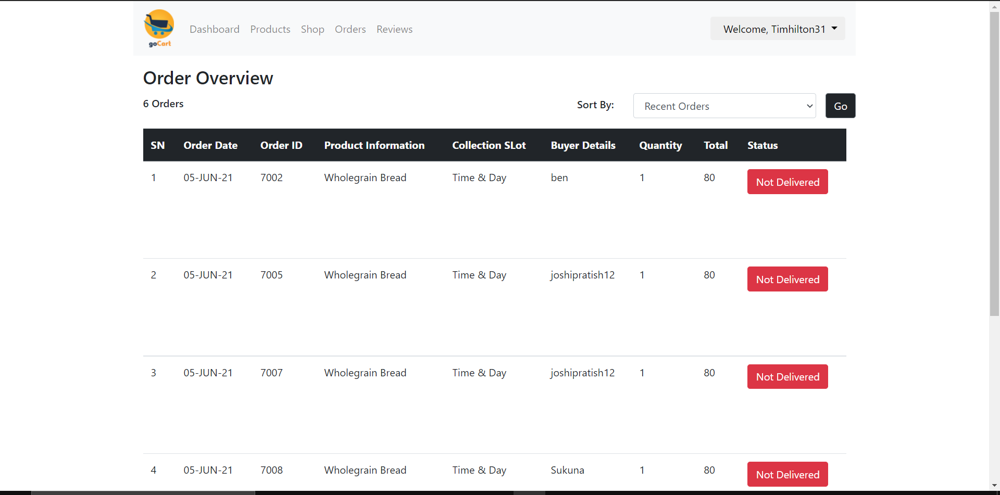 goCart
Dashboard Products Shop Orders Reviews Welcome, Timhilton31
Order Overview
6 Orders Sort By: Recent Orders Go
SN Order Date Order ID Product Information Collection SLot Buyer Details Quantity Total Status
1 05-JUN-21 7002 Wholegrain Bread Time & Day ben 1 80 Not Delivered
2 05-JUN-21 7005 Wholegrain Bread Time & Day joshipratish12 1 80 Not Delivered
3 05-JUN-21 7007 Wholegrain Bread Time & Day joshipratish12 1 80 Not Delivered
4 05-JUN-21 7008 Wholegrain Bread Time & Day Sukuna 1 80 Not Delivered